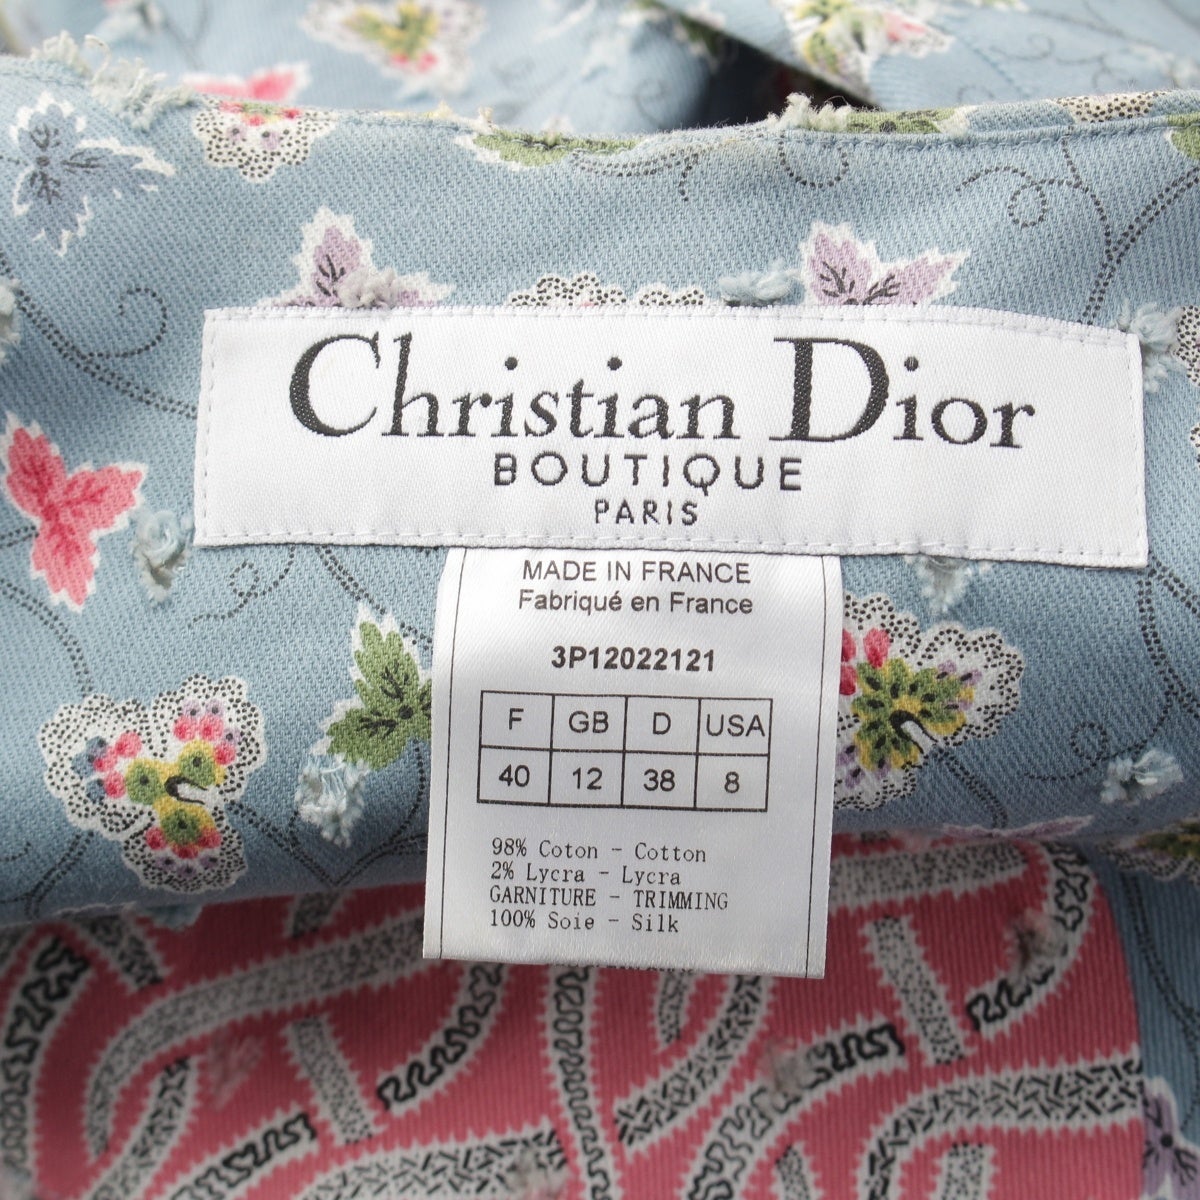 Christian Dior
BOUTIQUE
PARIS
MADE IN FRANCE
Fabriqué en France
3P12022121
F GB D USA
40 12 38 8
98% Coton - Cotton
2% Lycra - Lycra
GARNITURE - TRIMMING
100% Soie - Silk